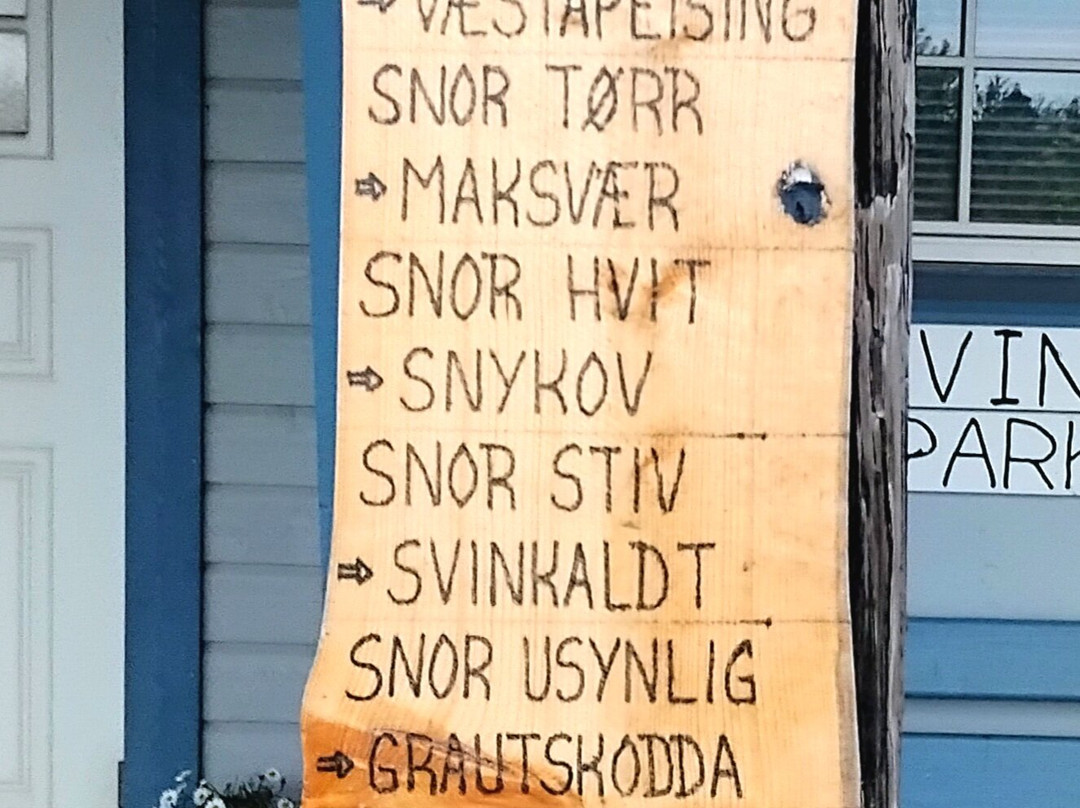 ⇨ VÆSTAPEISING
SNOR TØRR
⇨ MAKSVÆR
SNOR HVIT
⇨ SNYKOV
SNOR STIV
⇨ SVINKALDT
SNOR USYNLIG
⇨ GRAUTSKODDA
VIN
PARK